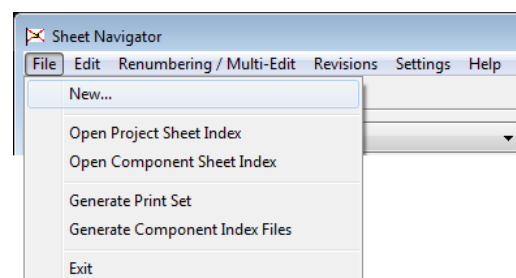 Sheet Navigator
File Edit Renumbering / Multi-Edit Revisions Settings Help
New...
Open Project Sheet Index
Open Component Sheet Index
Generate Print Set
Generate Component Index Files
Exit